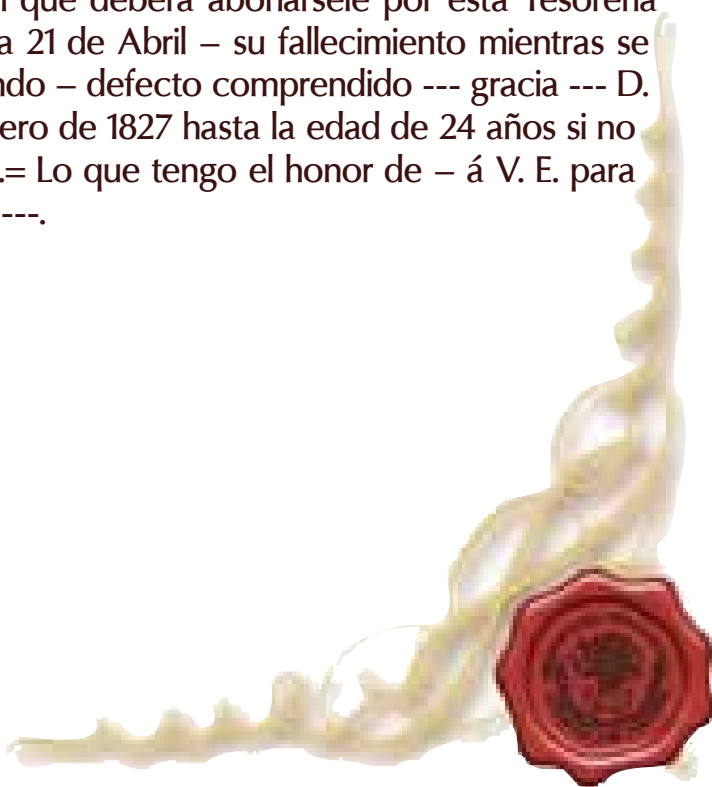 que deberá abonársele por esta Tesorería
a 21 de Abril – su fallecimiento mientras se
ndo – defecto comprendido --- gracia --- D.
ero de 1827 hasta la edad de 24 años si no
.= Lo que tengo el honor de – á V. E. para
---.